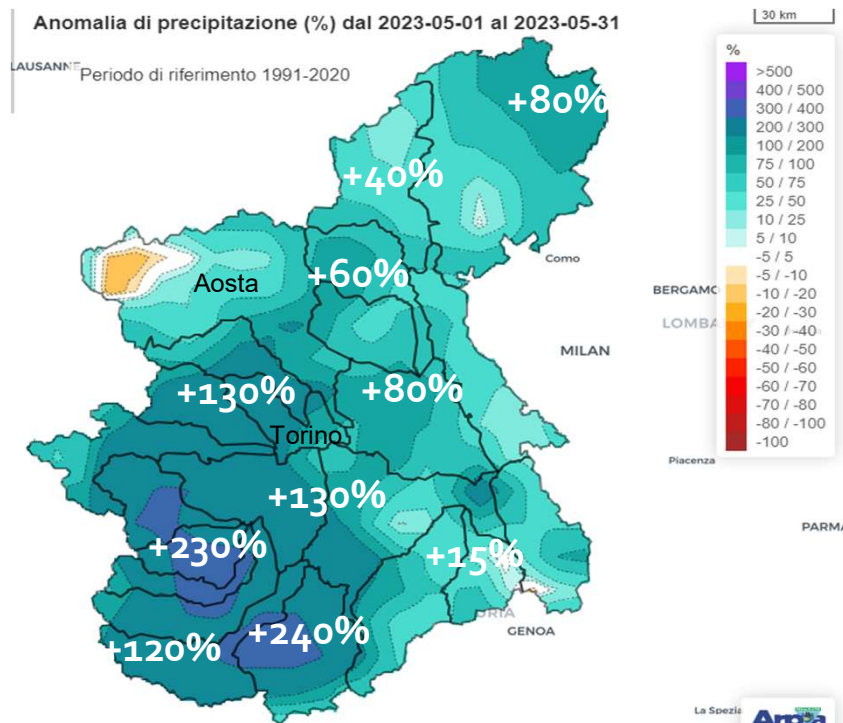 Anomalia di precipitazione (%) dal 2023-05-01 al 2023-05-31
30 km
LAUSANNE
Periodo di riferimento 1991-2020
%
>500
400 / 500
300 / 400
200 / 300
100 / 200
75 / 100
50 / 75
25 / 50
10 / 25
5 / 10
-5 / 5
-5 / -10
-10 / -20
-20 / -30
-30 / -40
-40 / -50
-50 / -60
-60 / -70
-70 / -80
-80 / -100
-100
+80%
+40%
Como
+60%
Aosta
BERGAMO
MILAN
+80%
+130%
Torino
Piacenza
+130%
PARMA
+230%
+15%
GENOA
+240%
+120%
La Spezia
Arpa